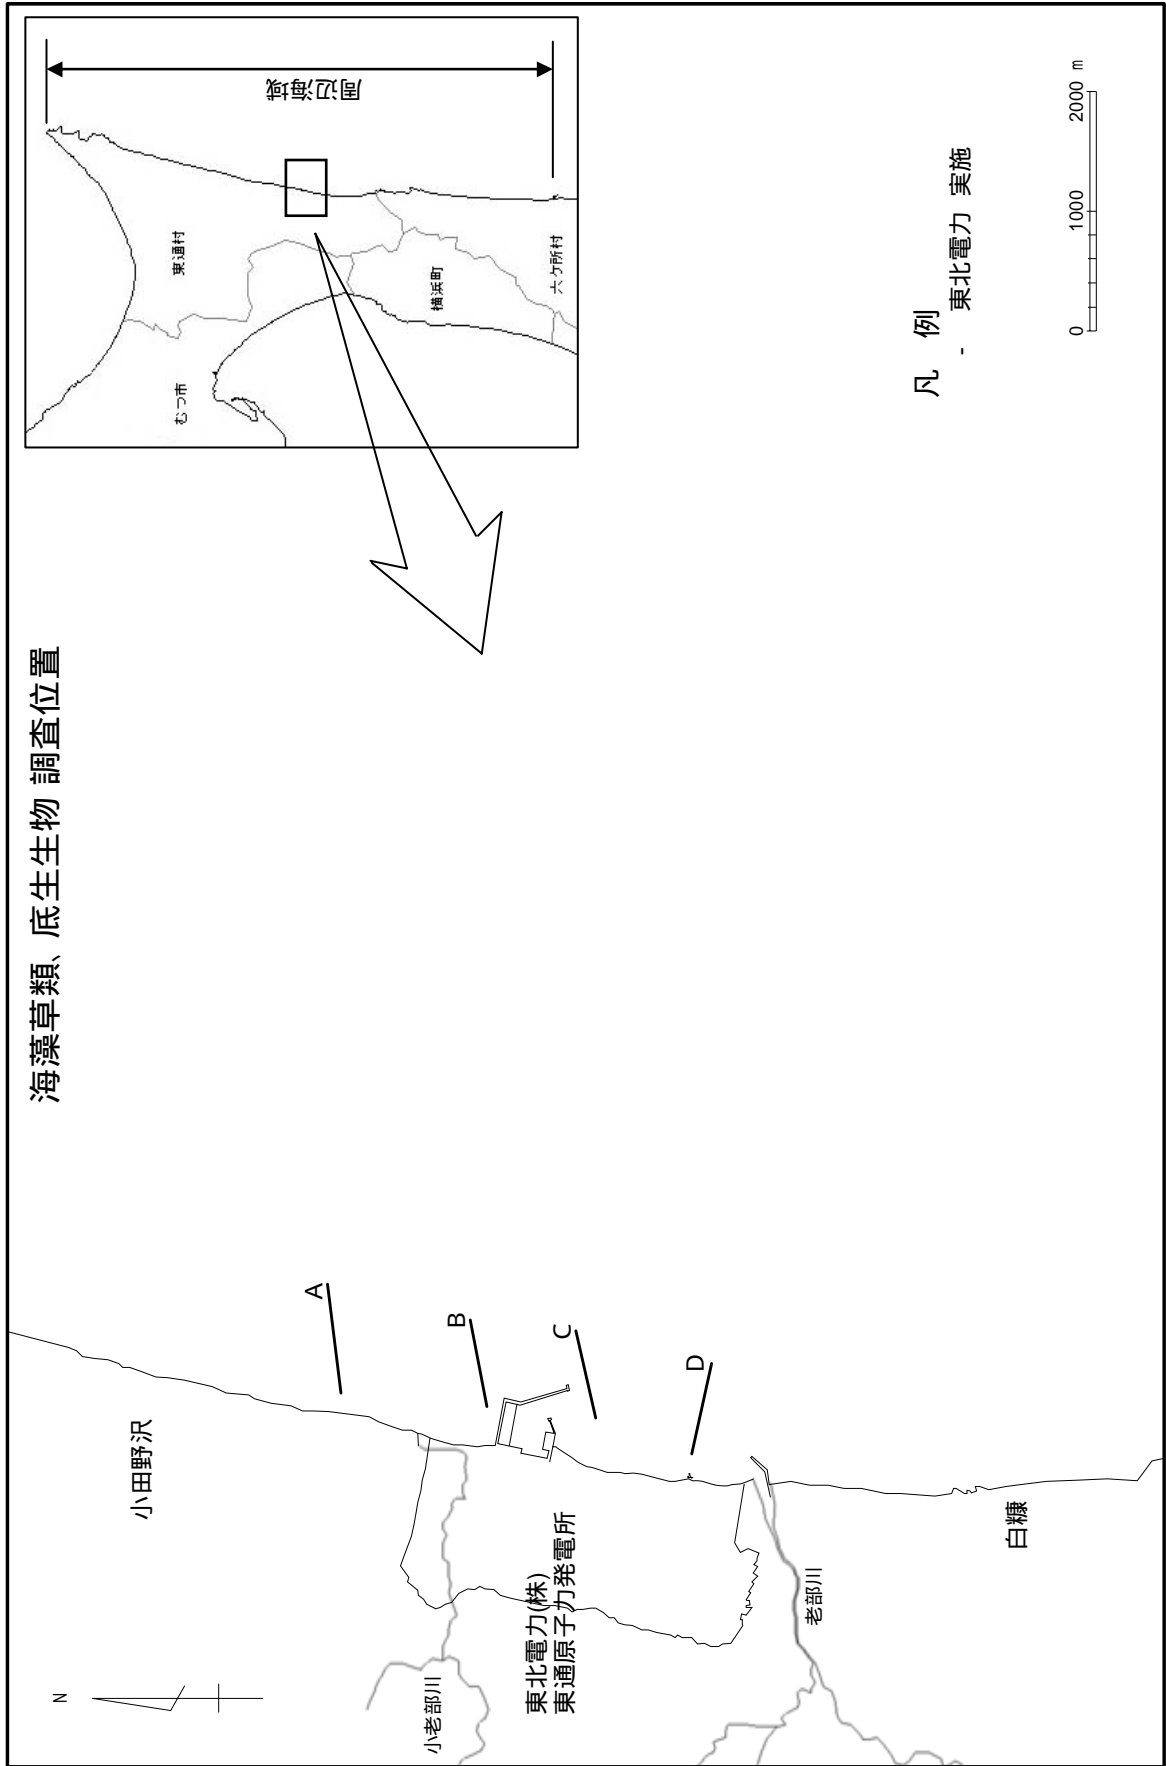 海藻草類、底生生物 調査位置
N
小田野沢
小老部川
東北電力(株)
東通原子力発電所
老部川
白糠
A
B
C
D
むつ市
東通村
横浜町
六ケ所村
周辺海域
凡 例
- 東北電力 実施
0 1000 2000 m